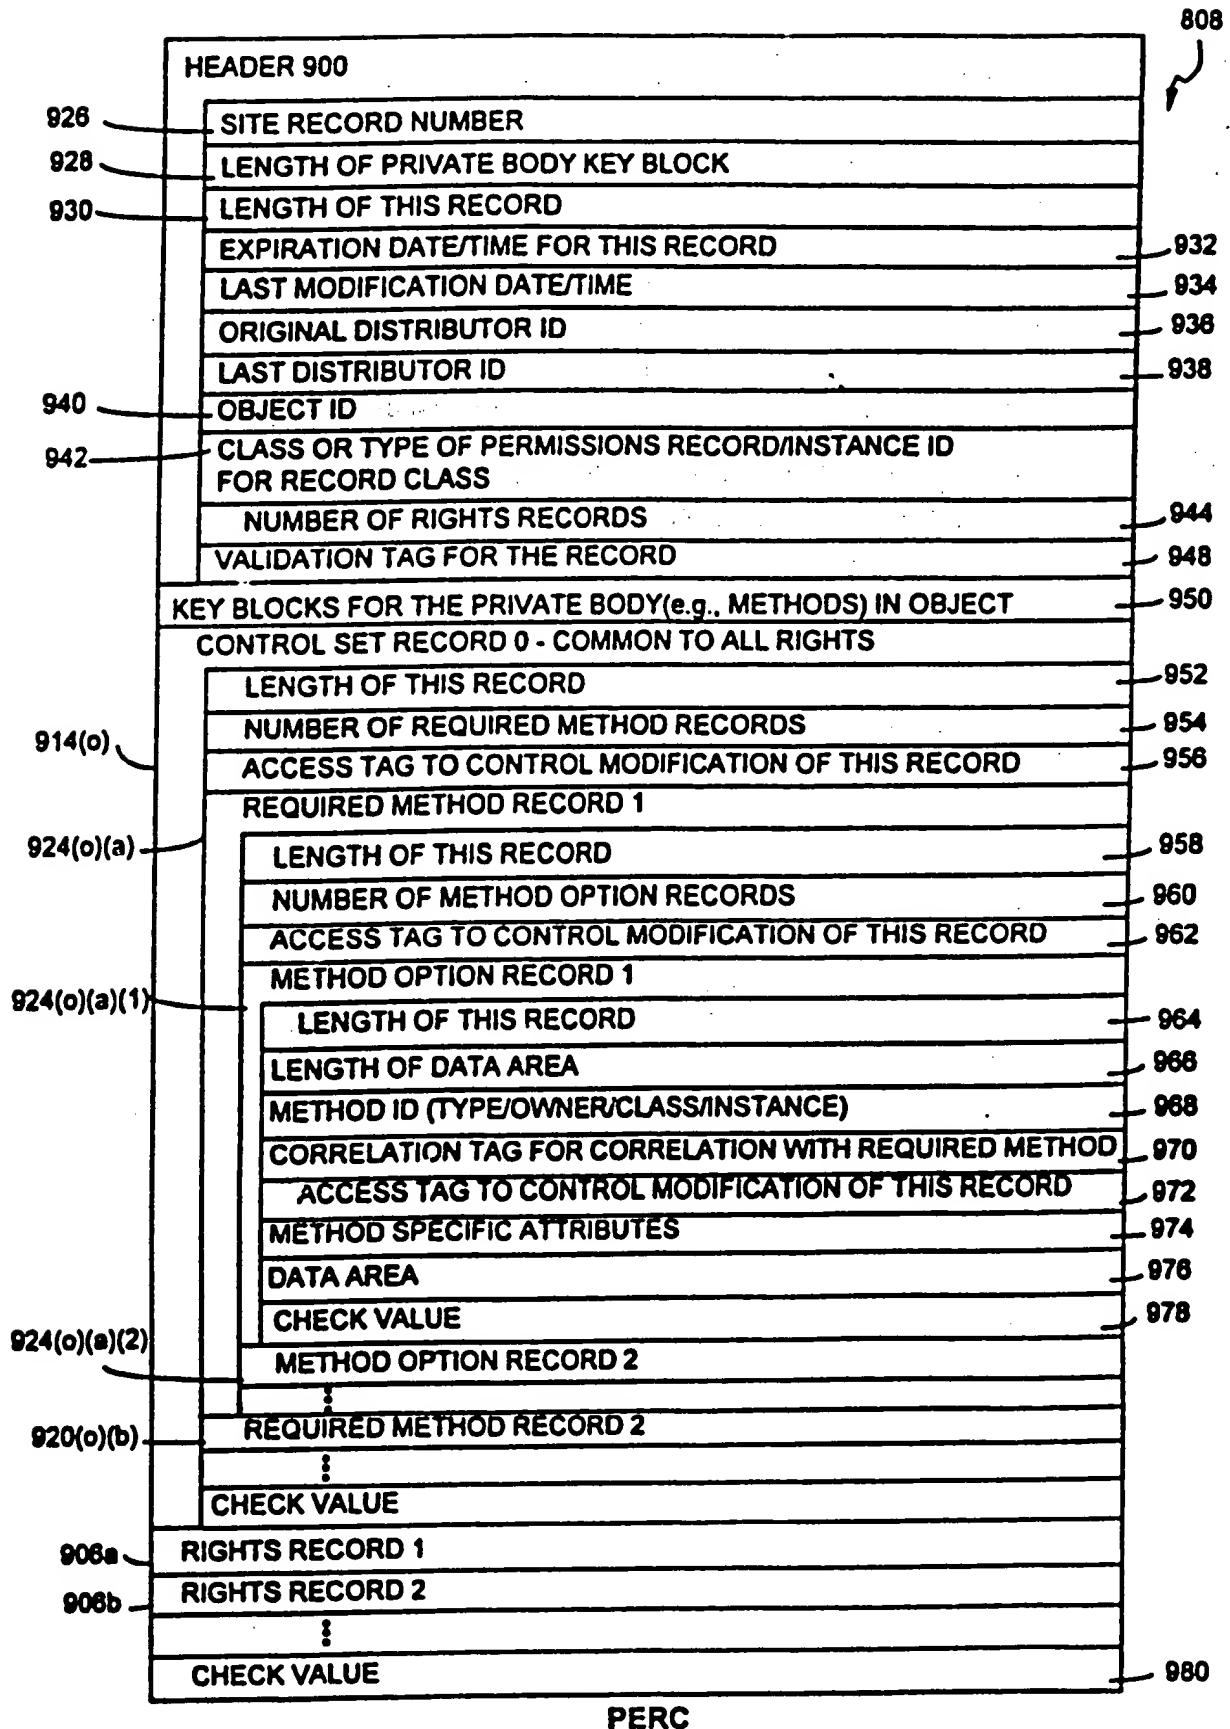 808
HEADER 900
926 SITE RECORD NUMBER
928 LENGTH OF PRIVATE BODY KEY BLOCK
930 LENGTH OF THIS RECORD
EXPIRATION DATE/TIME FOR THIS RECORD 932
LAST MODIFICATION DATE/TIME 934
ORIGINAL DISTRIBUTOR ID 936
LAST DISTRIBUTOR ID 938
940 OBJECT ID
942 CLASS OR TYPE OF PERMISSIONS RECORD/INSTANCE ID
FOR RECORD CLASS
NUMBER OF RIGHTS RECORDS 944
VALIDATION TAG FOR THE RECORD 948
KEY BLOCKS FOR THE PRIVATE BODY(e.g., METHODS) IN OBJECT 950
CONTROL SET RECORD 0 - COMMON TO ALL RIGHTS
LENGTH OF THIS RECORD 952
914(o) NUMBER OF REQUIRED METHOD RECORDS 954
ACCESS TAG TO CONTROL MODIFICATION OF THIS RECORD 956
REQUIRED METHOD RECORD 1
924(o)(a) LENGTH OF THIS RECORD 958
NUMBER OF METHOD OPTION RECORDS 960
ACCESS TAG TO CONTROL MODIFICATION OF THIS RECORD 962
METHOD OPTION RECORD 1
924(o)(a)(1) LENGTH OF THIS RECORD 964
LENGTH OF DATA AREA 966
METHOD ID (TYPE/OWNER/CLASS/INSTANCE) 968
CORRELATION TAG FOR CORRELATION WITH REQUIRED METHOD 970
ACCESS TAG TO CONTROL MODIFICATION OF THIS RECORD 972
METHOD SPECIFIC ATTRIBUTES 974
DATA AREA 976
CHECK VALUE 978
924(o)(a)(2) METHOD OPTION RECORD 2
920(o)(b) REQUIRED METHOD RECORD 2
CHECK VALUE
906a RIGHTS RECORD 1
906b RIGHTS RECORD 2
CHECK VALUE 980
PERC